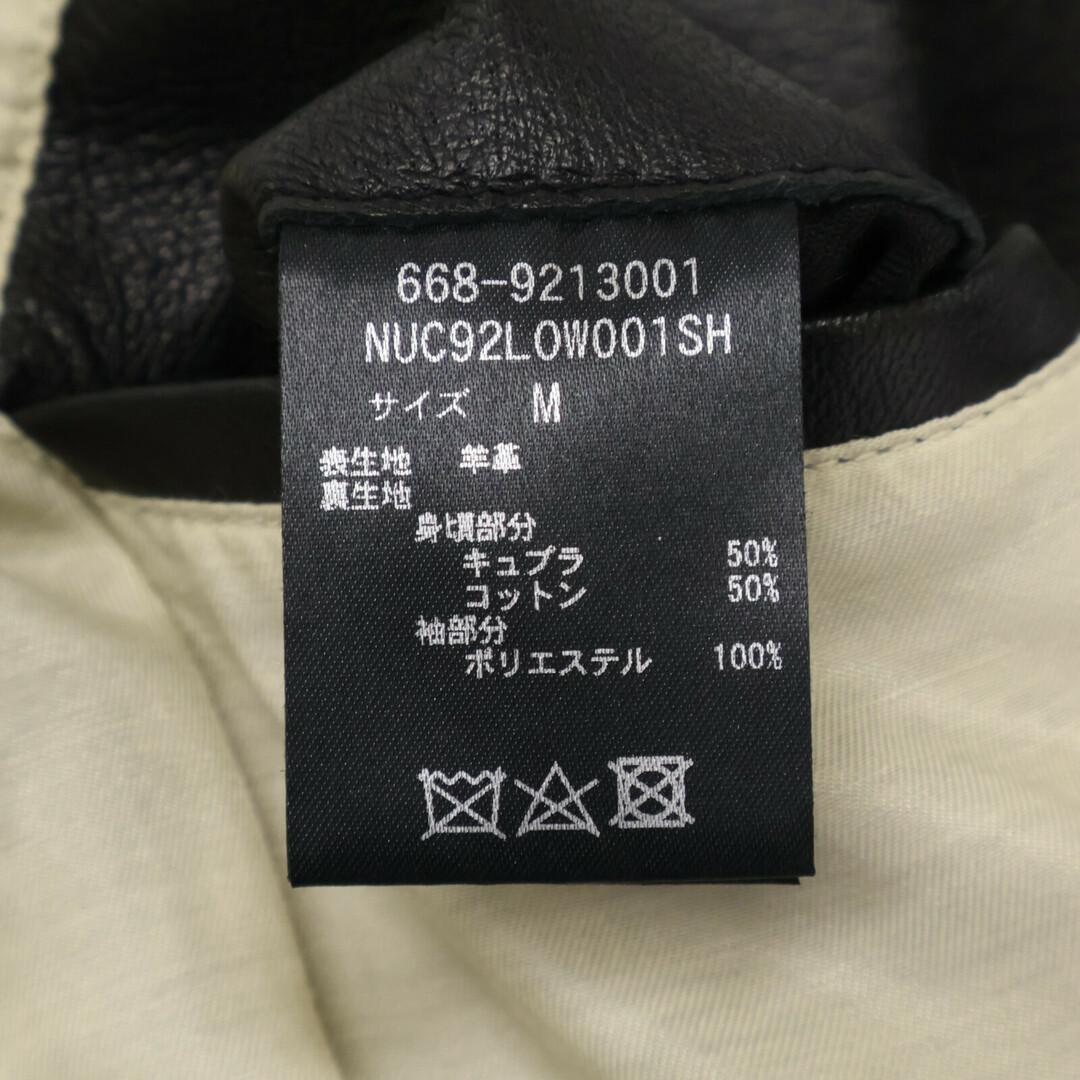 668-9213001
NUC92LOW001SH
サイズ M
表生地 羊革
裏生地
身頃部分
キュプラ 50%
コットン 50%
袖部分
ポリエステル 100%